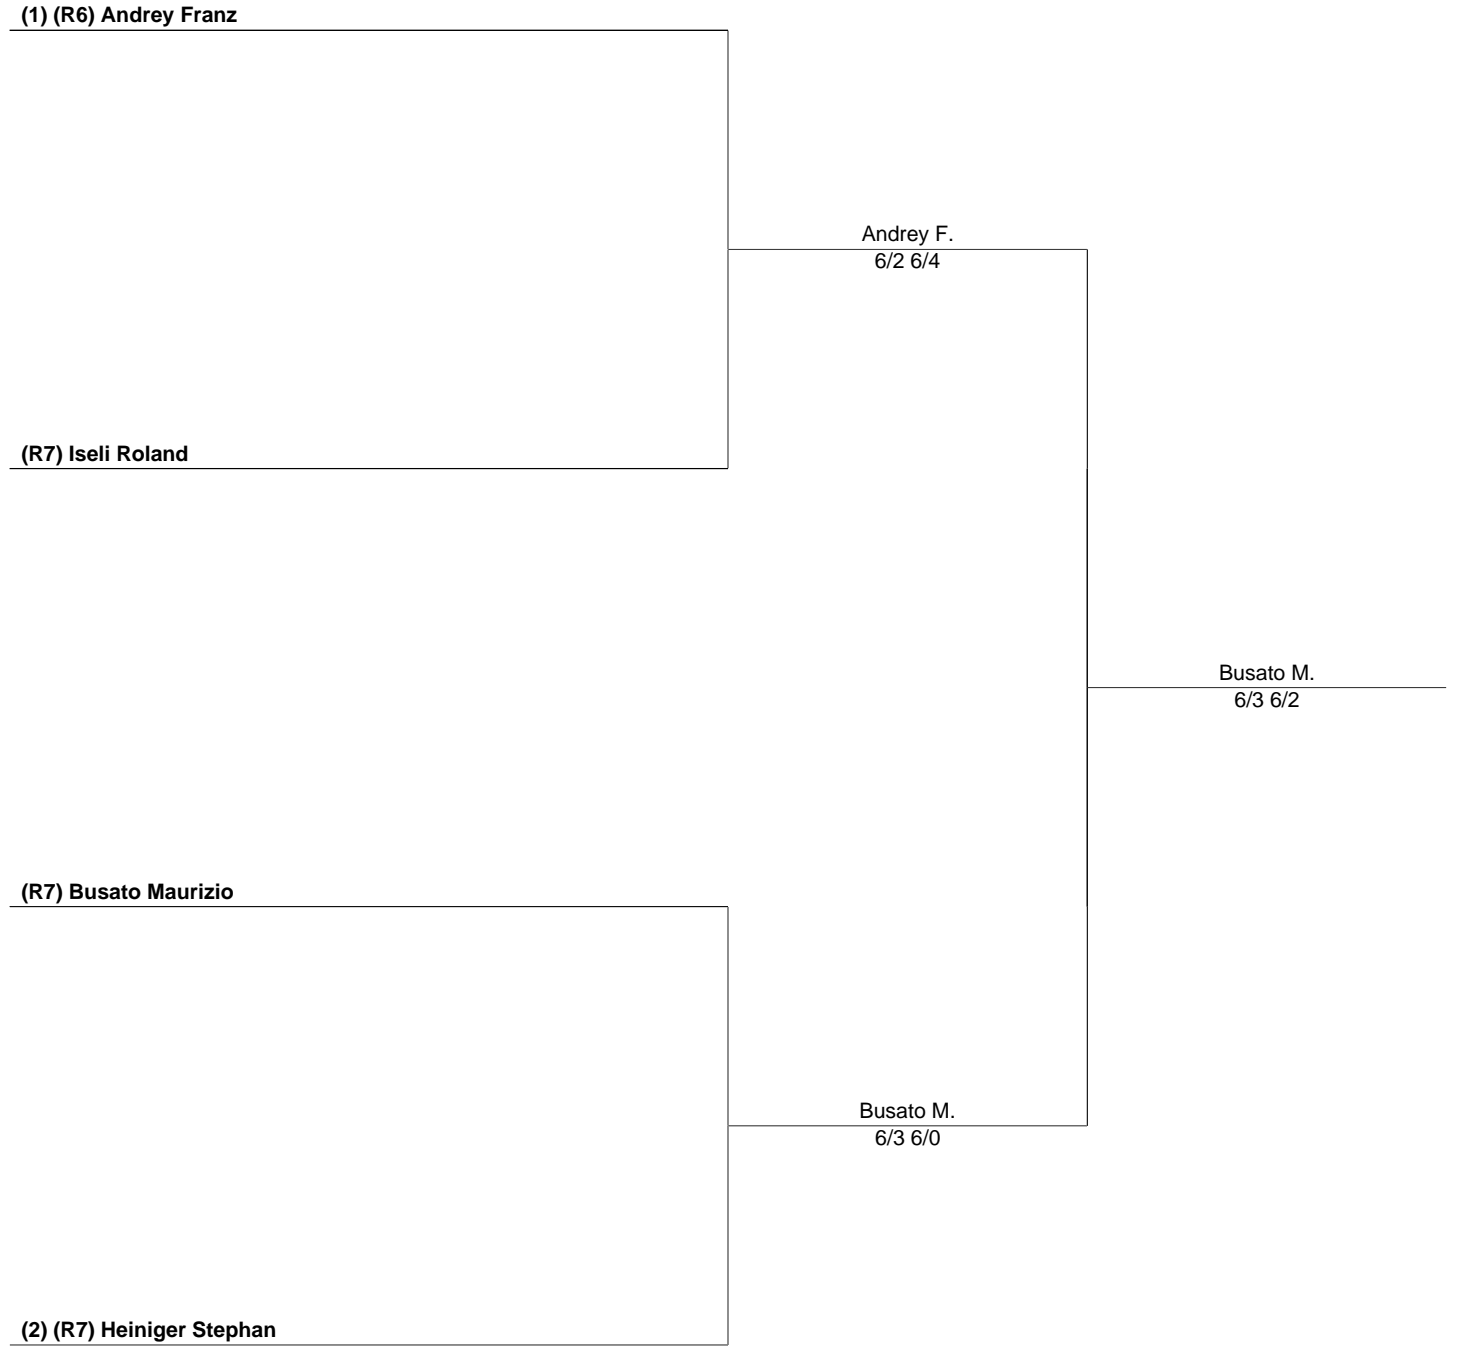 (1) (R6) Andrey Franz
Andrey F.
6/2 6/4
(R7) Iseli Roland
Busato M.
6/3 6/2
(R7) Busato Maurizio
Busato M.
6/3 6/0
(2) (R7) Heiniger Stephan